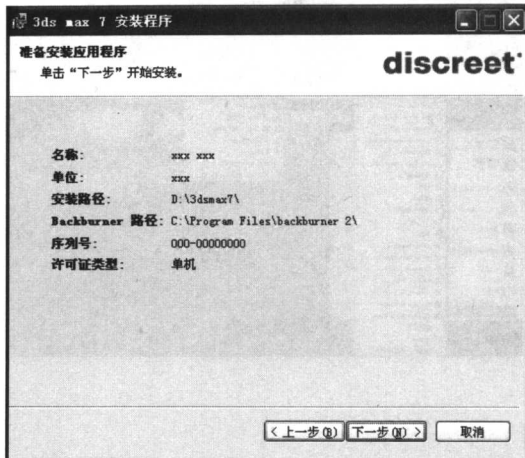 3ds max 7 安装程序
准备安装应用程序
单击“下一步”开始安装。
discreet
名称: xxx xxx
单位: xxx
安装路径: D:\3dsmax7\
Backburner 路径: C:\Program Files\backburner 2\
序列号: 000-00000000
许可证类型: 单机
< 上一步(B) 下一步(N) > 取消